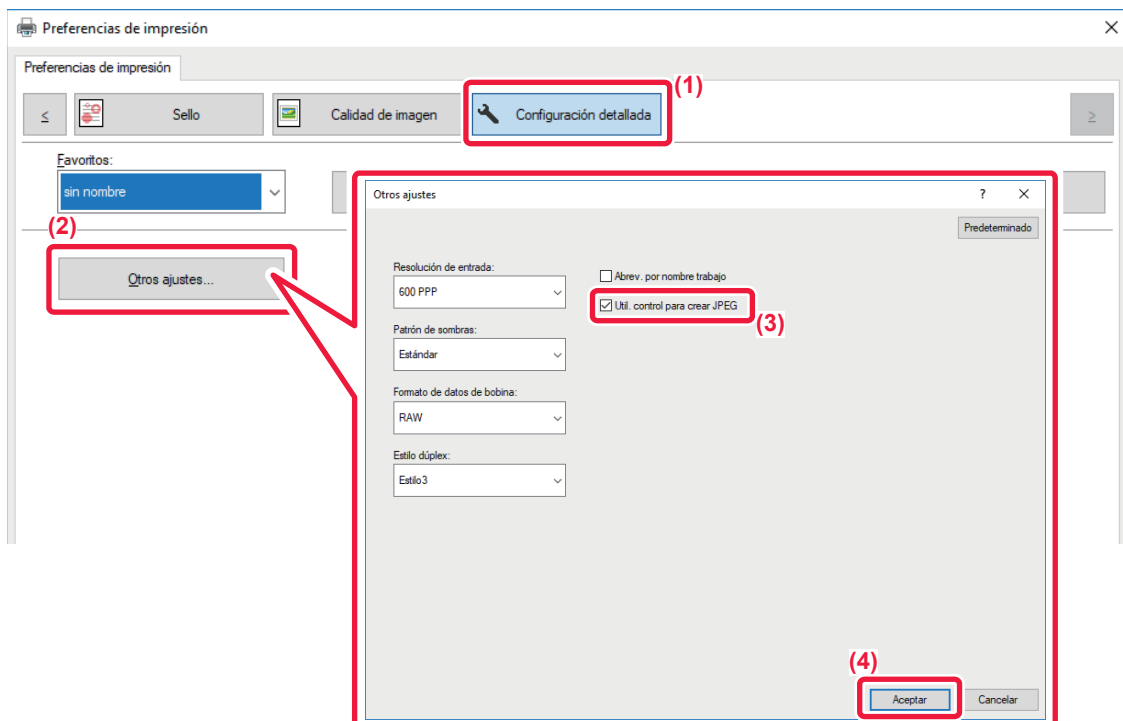 Preferencias de impresión
Preferencias de impresión
(1)
≤ Sello Calidad de imagen Configuración detallada ≥
Favoritos:
sin nombre
(2)
Otros ajustes...
Otros ajustes ? ×
Predeterminado
Resolución de entrada:
600 PPP
Abrev. por nombre trabajo
Util. control para crear JPEG
(3)
Patrón de sombras:
Estándar
Formato de datos de bobina:
RAW
Estilo dúplex:
Estilo3
(4)
Aceptar Cancelar